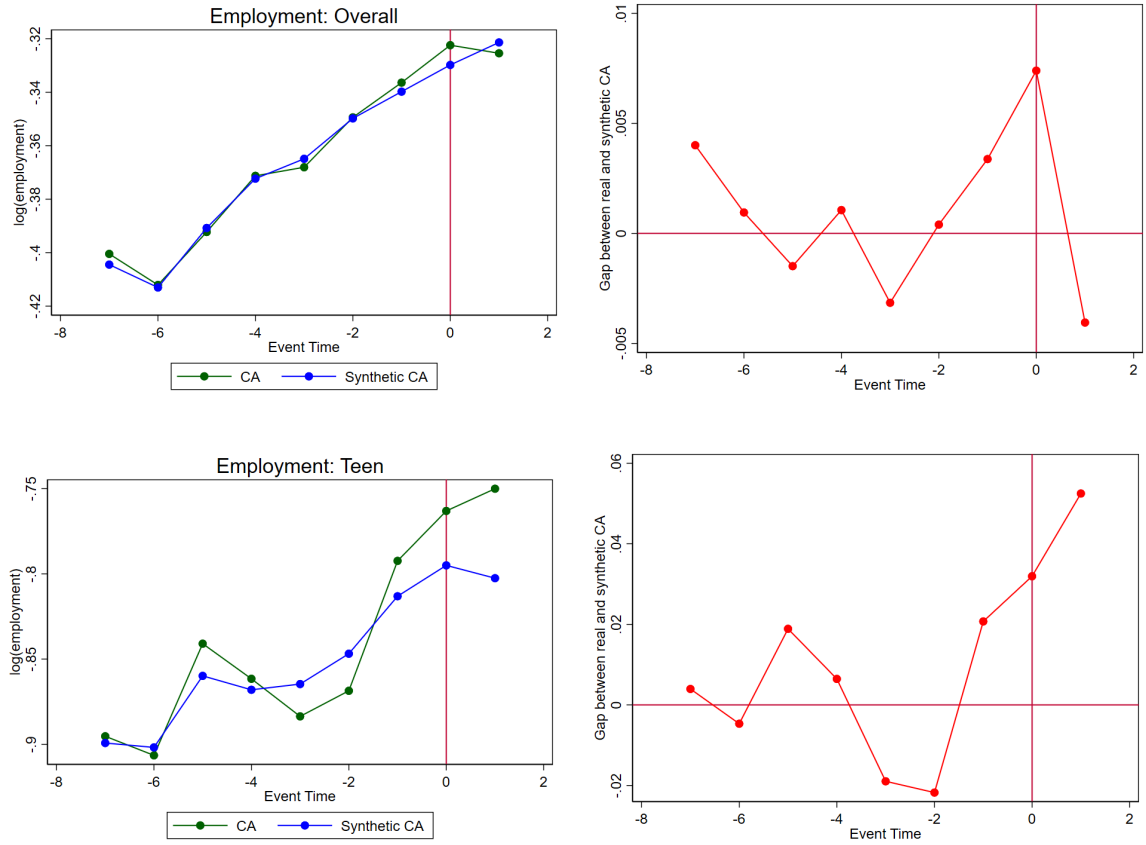 Employment: Overall
log(employment)
-.32
-.34
-.36
-.38
-.4
-.42
-8 -6 -4 -2 0 2
Event Time
CA Synthetic CA
Gap between real and synthetic CA
.01
.005
0
-.005
-8 -6 -4 -2 0 2
Event Time
Employment: Teen
log(employment)
-.75
-.8
-.85
-.9
-8 -6 -4 -2 0 2
Event Time
CA Synthetic CA
Gap between real and synthetic CA
.06
.04
.02
0
-.02
-8 -6 -4 -2 0 2
Event Time